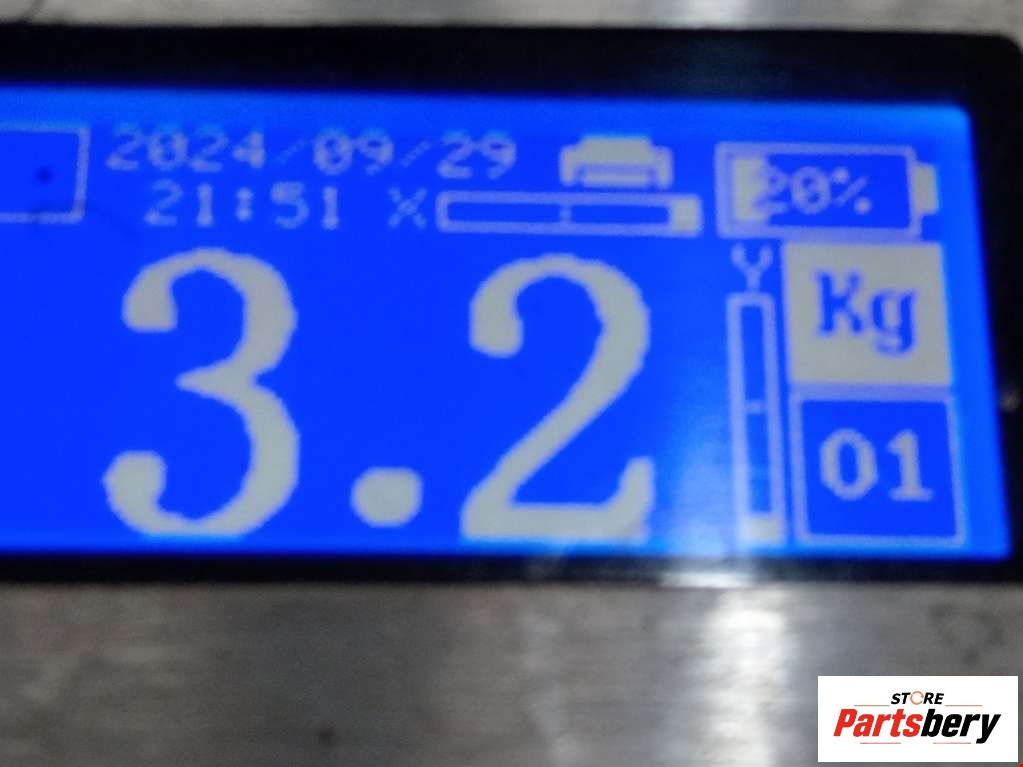 2024/09/29
20%
21:51 X
Y
Kg
3.2
01
STORE
Partsbery